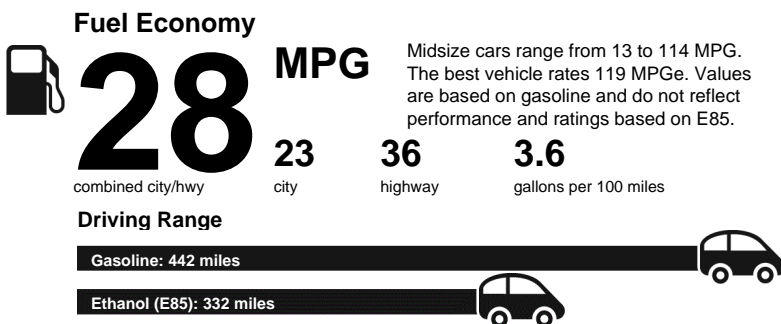 Fuel Economy
28
MPG
Midsize cars range from 13 to 114 MPG.
The best vehicle rates 119 MPGe. Values
are based on gasoline and do not reflect
performance and ratings based on E85.
23
36
3.6
combined city/hwy
city
highway
gallons per 100 miles
Driving Range
Gasoline: 442 miles
Ethanol (E85): 332 miles